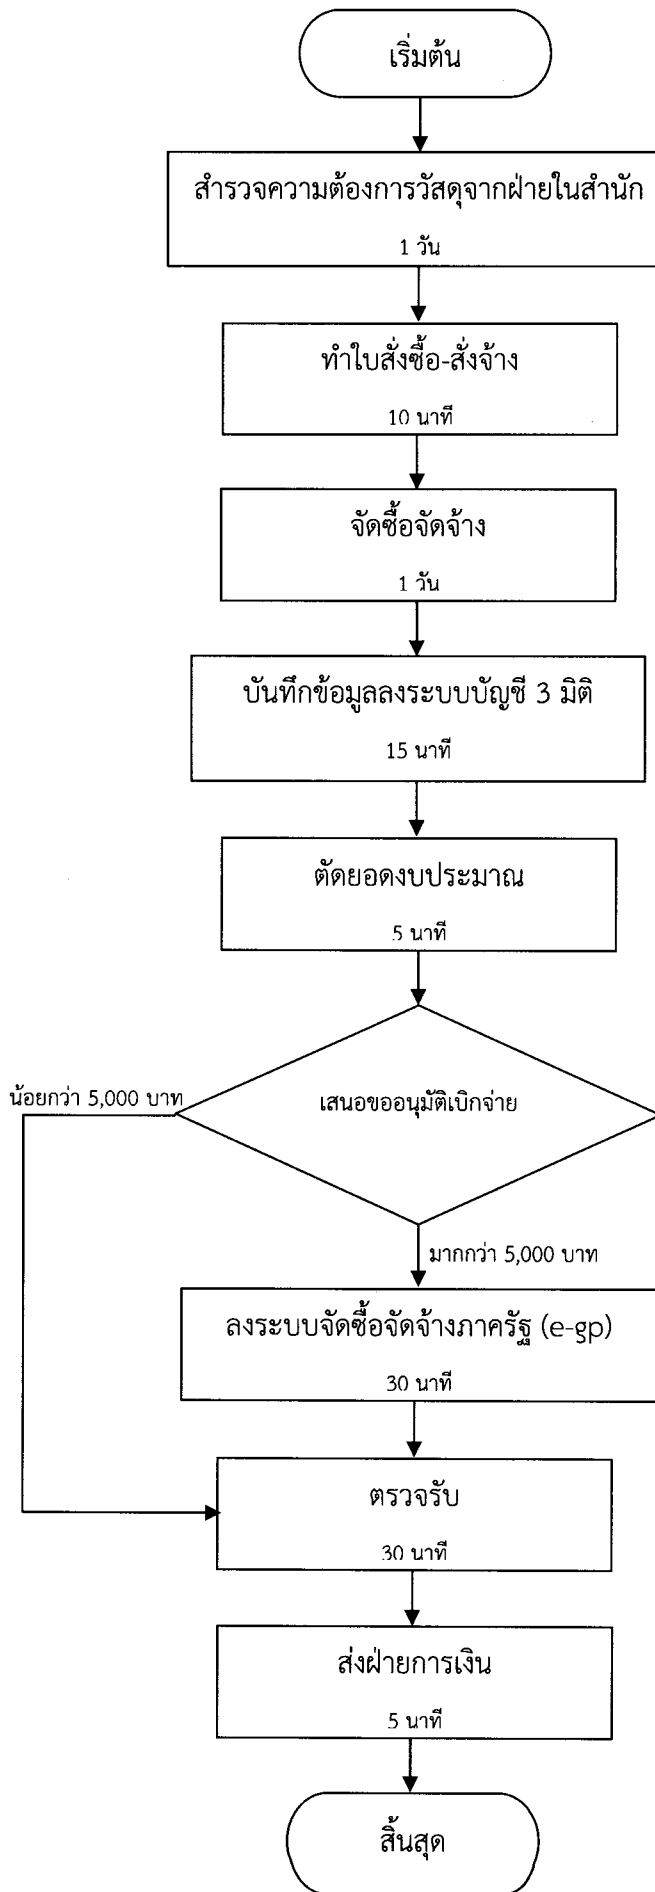 เริ่มต้น
สำรวจความต้องการวัสดุจากฝ่ายในสำนัก
1 วัน
ทำใบสั่งซื้อ-สั่งจ้าง
10 นาที
จัดซื้อจัดจ้าง
1 วัน
บันทึกข้อมูลลงระบบบัญชี 3 มิติ
15 นาที
ตัดยอดงบประมาณ
5 นาที
น้อยกว่า 5,000 บาท
เสนอขออนุมัติเบิกจ่าย
มากกว่า 5,000 บาท
ลงระบบจัดซื้อจัดจ้างภาครัฐ (e-gp)
30 นาที
ตรวจรับ
30 นาที
ส่งฝ่ายการเงิน
5 นาที
สิ้นสุด